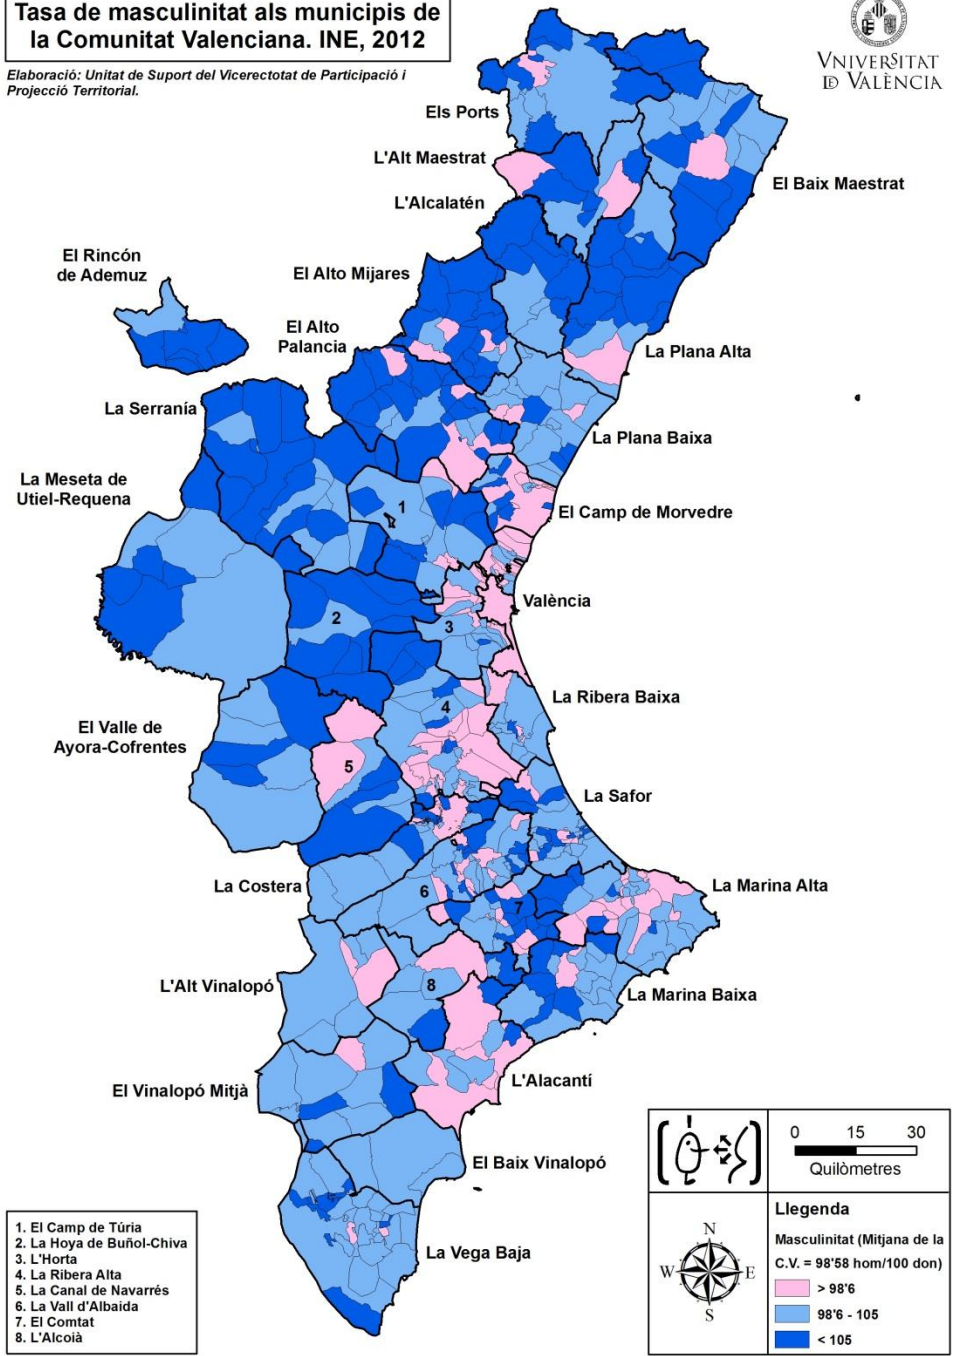 Tasa de masculinitat als municipis de
la Comunitat Valenciana. INE, 2012
Elaboració: Unitat de Suport del Vicerectotat de Participació i
Projecció Territorial.
VNIVERSITAT
ID VALÈNCIA
Els Ports
L'Alt Maestrat
El Baix Maestrat
L'Alcalatén
El Rincón
de Ademuz
El Alto Mijares
El Alto
Palancia
La Plana Alta
La Serranía
La Plana Baixa
La Meseta de
Utiel-Requena
1
El Camp de Morvedre
València
2
3
La Ribera Baixa
4
El Valle de
Ayora-Cofrentes
5
La Safor
La Costera
6
La Marina Alta
7
L'Alt Vinalopó
8
La Marina Baixa
El Vinalopó Mitjà
L'Alacantí
El Baix Vinalopó
La Vega Baja
1. El Camp de Túria
2. La Hoya de Buñol-Chiva
3. L'Horta
4. La Ribera Alta
5. La Canal de Navarrés
6. La Vall d'Albaida
7. El Comtat
8. L'Alcoià
0 15 30
Quilòmetres
N
W E
S
Llegenda
Masculinitat (Mitjana de la
C.V. = 98'58 hom/100 don)
> 98'6
98'6 - 105
< 105